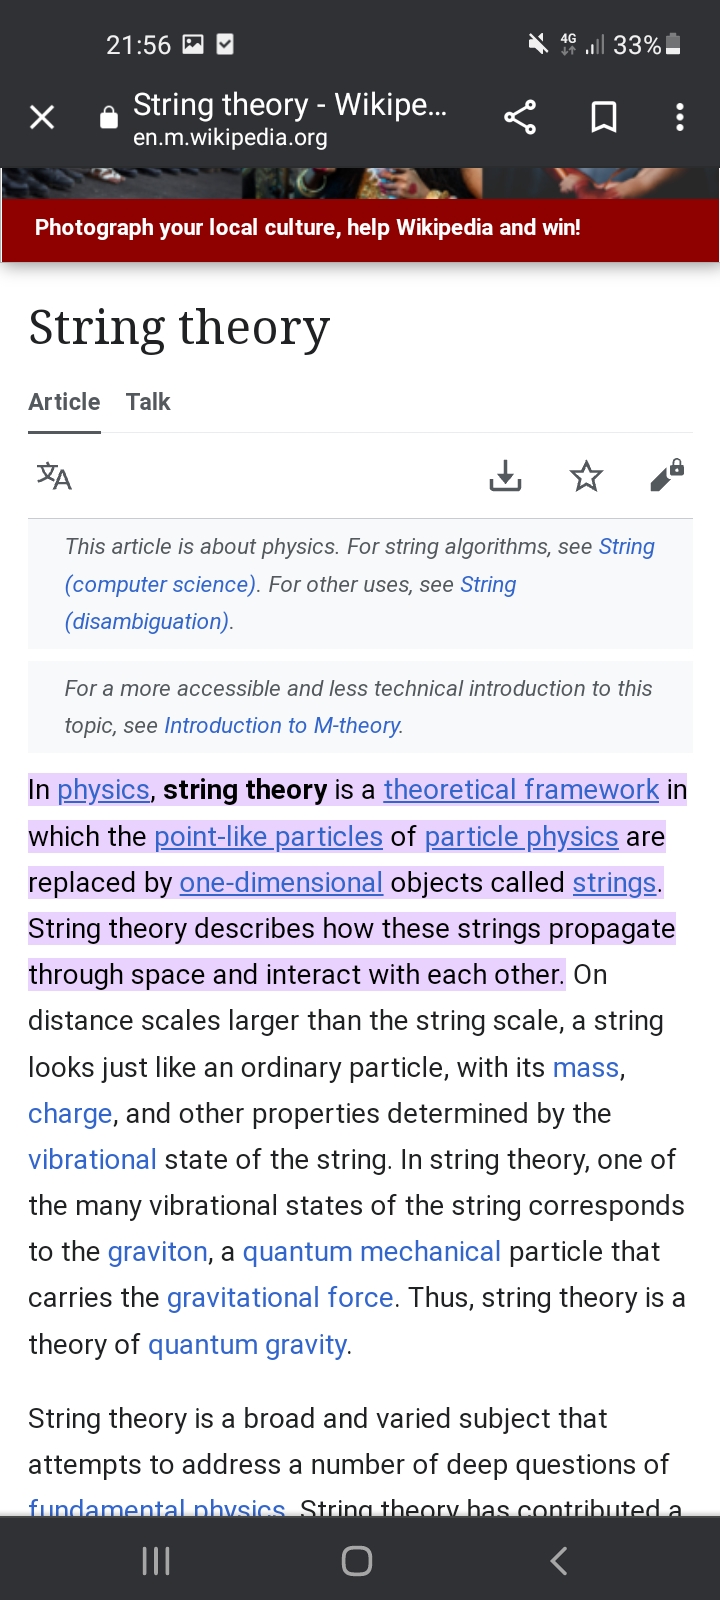 21:56 4G 33%
String theory - Wikipe...
en.m.wikipedia.org
Photograph your local culture, help Wikipedia and win!
String theory
Article Talk
文A
This article is about physics. For string algorithms, see String
(computer science). For other uses, see String
(disambiguation).
For a more accessible and less technical introduction to this
topic, see Introduction to M-theory.
In physics, string theory is a theoretical framework in
which the point-like particles of particle physics are
replaced by one-dimensional objects called strings.
String theory describes how these strings propagate
through space and interact with each other. On
distance scales larger than the string scale, a string
looks just like an ordinary particle, with its mass,
charge, and other properties determined by the
vibrational state of the string. In string theory, one of
the many vibrational states of the string corresponds
to the graviton, a quantum mechanical particle that
carries the gravitational force. Thus, string theory is a
theory of quantum gravity.
String theory is a broad and varied subject that
attempts to address a number of deep questions of
fundamental physics. String theory has contributed a